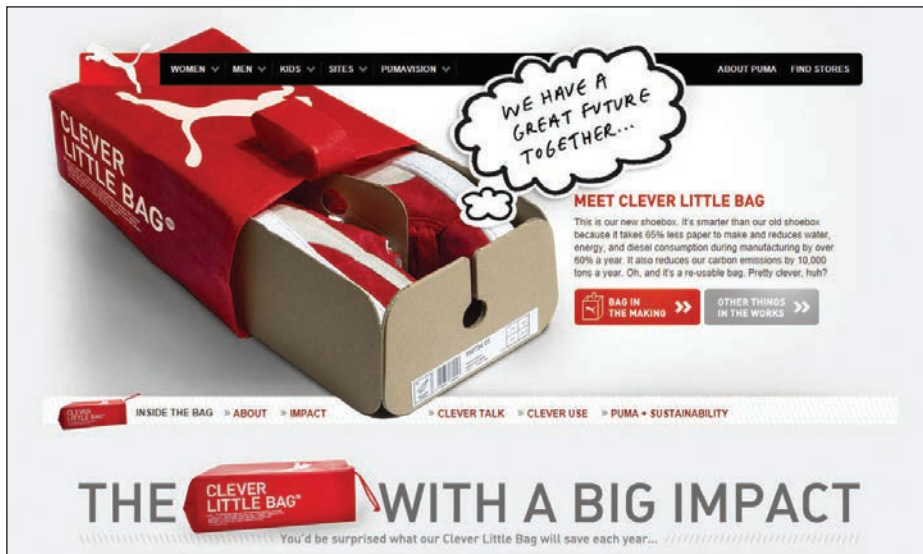 WOMEN MEN KIDS SITES PUMAVISION ABOUT PUMA FIND STORES
WE HAVE A
GREAT FUTURE
TOGETHER...
CLEVER
LITTLE BAG
MEET CLEVER LITTLE BAG
This is our new shoebox. It's smarter than our old shoebox
because it takes 65% less paper to make and reduces water,
energy, and diesel consumption during manufacturing by over
60% a year. It also reduces our carbon emissions by 10,000
tons a year. Oh, and it's a re-usable bag. Pretty clever, huh?
BAG IN
THE MAKING »
OTHER THINGS
IN THE WORKS »
CLEVER
LITTLE BAG
INSIDE THE BAG » ABOUT » IMPACT » CLEVER TALK » CLEVER USE » PUMA + SUSTAINABILITY
THE
CLEVER
LITTLE BAG
WITH A BIG IMPACT
You'd be surprised what our Clever Little Bag will save each year...